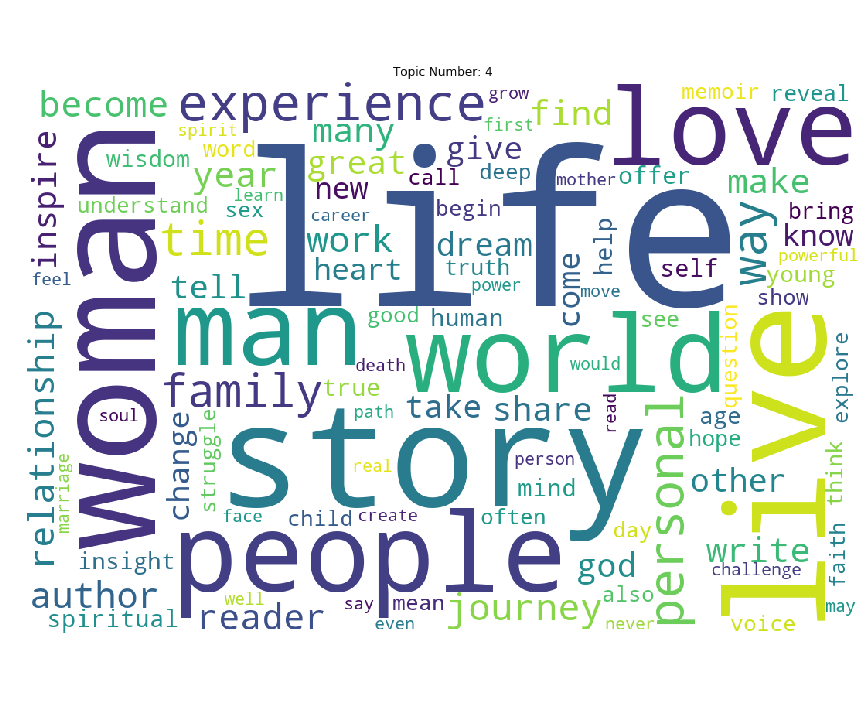 Topic Number: 4
become
experience
grow
find
love
memoir
reveal
inspire
woman
spirit
many
first
wisdom
word
great
give
life
year
new
call
deep
mother
offer
make
understand
learn
sex
career
begin
way
bring
time
work
dream
come
help
know
feel
heart
truth
self
powerful
young
tell
power
move
show
man
good
human
see
question
live
relationship
world
death
would
explore
family
true
soul
path
take
share
read
personal
age
change
struggle
story
hope
marriage
real
person
mind
other
think
face
child
create
often
day
insight
people
god
write
faith
challenge
author
well
say
mean
journey
also
may
spiritual
reader
even
never
voice